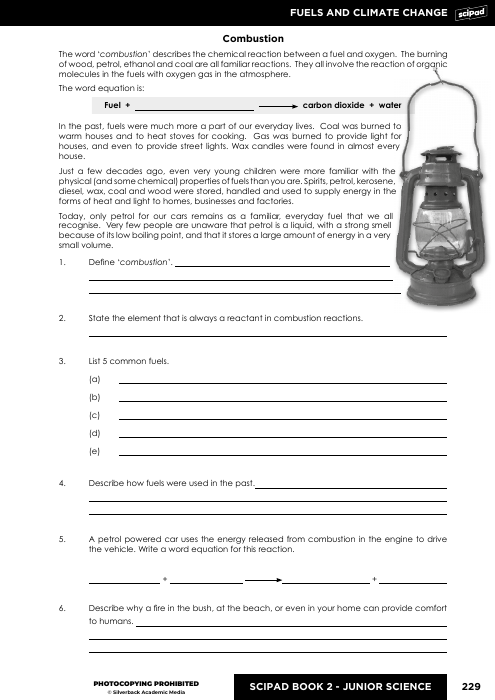 FUELS AND CLIMATE CHANGE scipad
Combustion
The word 'combustion' describes the chemical reaction between a fuel and oxygen. The burning
of wood, petrol, ethanol and coal are all familiar reactions. They all involve the reaction of organic
molecules in the fuels with oxygen gas in the atmosphere.
The word equation is:
Fuel + ______ → carbon dioxide + water
In the past, fuels were much more a part of our everyday lives. Coal was burned to
warm houses and to heat stoves for cooking. Gas was burned to provide light for
houses, and even to provide street lights. Wax candles were found in almost every
house.
Just a few decades ago, even very young children were more familiar with the
physical (and some chemical) properties of fuels than you are. Spirits, petrol, kerosene,
diesel, wax, coal and wood were stored, handled and used to supply energy in the
forms of heat and light to homes, businesses and factories.
Today, only petrol for our cars remains as a familiar, everyday fuel that we all
recognise. Very few people are unaware that petrol is a liquid, with a strong smell
because of its low boiling point, and that it stores a large amount of energy in a very
small volume.
1. Define 'combustion'.
2. State the element that is always a reactant in combustion reactions.
3. List 5 common fuels.
(a)
(b)
(c)
(d)
(e)
4. Describe how fuels were used in the past.
5. A petrol powered car uses the energy released from combustion in the engine to drive
the vehicle. Write a word equation for this reaction.
______ + ______ → ______ + ______
6. Describe why a fire in the bush, at the beach, or even in your home can provide comfort
to humans.
PHOTOCOPYING PROHIBITED
© Silverback Academic Media
SCIPAD BOOK 2 - JUNIOR SCIENCE 229